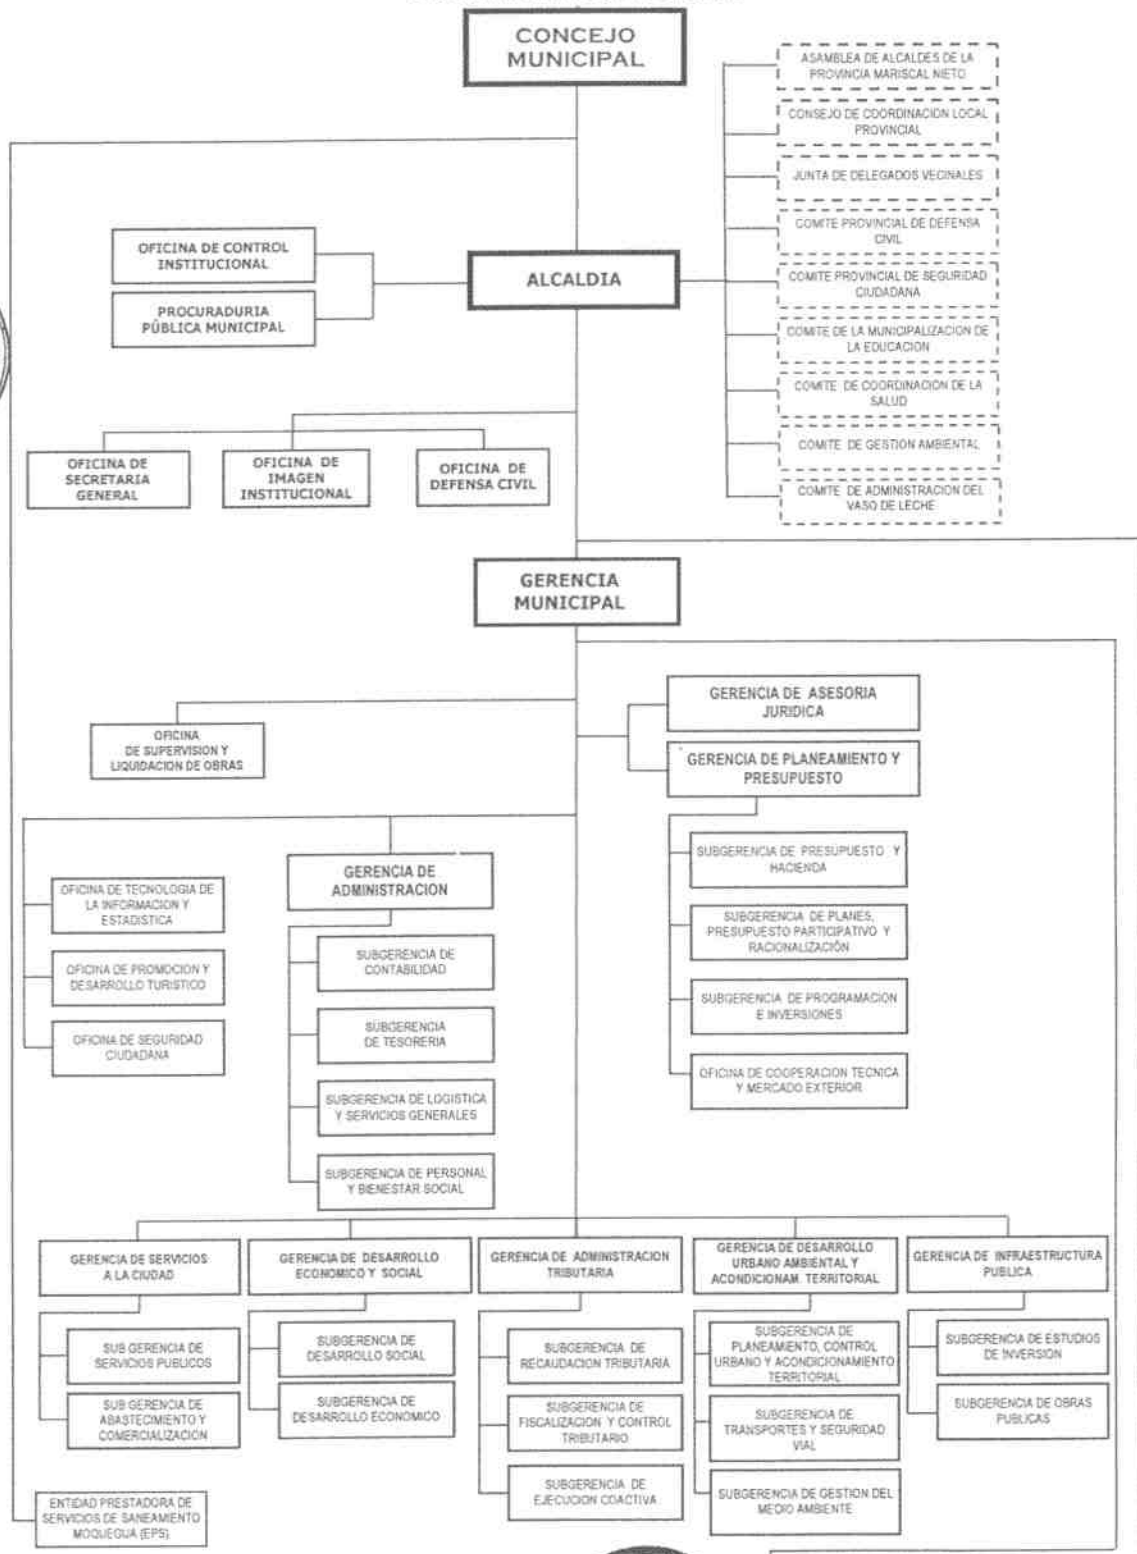 CONCEJO
MUNICIPAL
ASAMBLEA DE ALCALDES DE LA
PROVINCIA MARISCAL NIETO
CONSEJO DE COORDINACION LOCAL
PROVINCIAL
JUNTA DE DELEGADOS VECINALES
COMITE PROVINCIAL DE DEFENSA
CIVIL
COMITE PROVINCIAL DE SEGURIDAD
CIUDADANA
COMITE DE LA MUNICIPALIZACION DE
LA EDUCACION
COMITE DE COORDINACION DE LA
SALUD
COMITE DE GESTION AMBIENTAL
COMITE DE ADMINISTRACION DEL
VASO DE LECHE
OFICINA DE CONTROL
INSTITUCIONAL
PROCURADURIA
PÚBLICA MUNICIPAL
ALCALDIA
OFICINA DE
SECRETARIA
GENERAL
OFICINA DE
IMAGEN
INSTITUCIONAL
OFICINA DE
DEFENSA CIVIL
GERENCIA
MUNICIPAL
OFICINA
DE SUPERVISION Y
LIQUIDACION DE OBRAS
GERENCIA DE ASESORIA
JURIDICA
GERENCIA DE PLANEAMIENTO Y
PRESUPUESTO
SUBGERENCIA DE PRESUPUESTO Y
HACIENDA
SUBGERENCIA DE PLANES,
PRESUPUESTO PARTICIPATIVO Y
RACIONALIZACIÓN
SUBGERENCIA DE PROGRAMACION
E INVERSIONES
OFICINA DE COOPERACION TECNICA
Y MERCADO EXTERIOR
OFICINA DE TECNOLOGIA DE
LA INFORMACION Y
ESTADISTICA
OFICINA DE PROMOCION Y
DESARROLLO TURISTICO
OFICINA DE SEGURIDAD
CIUDADANA
GERENCIA DE
ADMINISTRACION
SUBGERENCIA DE
CONTABILIDAD
SUBGERENCIA
DE TESORERIA
SUBGERENCIA DE LOGISTICA
Y SERVICIOS GENERALES
SUBGERENCIA DE PERSONAL
Y BIENESTAR SOCIAL
GERENCIA DE SERVICIOS
A LA CIUDAD
SUB GERENCIA DE
SERVICIOS PUBLICOS
SUB GERENCIA DE
ABASTECIMIENTO Y
COMERCIALIZACION
GERENCIA DE DESARROLLO
ECONOMICO Y SOCIAL
SUBGERENCIA DE
DESARROLLO SOCIAL
SUBGERENCIA DE
DESARROLLO ECONOMICO
GERENCIA DE ADMINISTRACION
TRIBUTARIA
SUBGERENCIA DE
RECAUDACION TRIBUTARIA
SUBGERENCIA DE
FISCALIZACION Y CONTROL
TRIBUTARIO
SUBGERENCIA DE
EJECUCION COACTIVA
GERENCIA DE DESARROLLO
URBANO AMBIENTAL Y
ACONDICIONAM. TERRITORIAL
SUBGERENCIA DE
PLANEAMIENTO, CONTROL
URBANO Y ACONDICIONAMIENTO
TERRITORIAL
SUBGERENCIA DE
TRANSPORTES Y SEGURIDAD
VIAL
SUBGERENCIA DE GESTION DEL
MEDIO AMBIENTE
GERENCIA DE INFRAESTRUCTURA
PUBLICA
SUBGERENCIA DE ESTUDIOS
DE INVERSION
SUBGERENCIA DE OBRAS
PUBLICAS
ENTIDAD PRESTADORA DE
SERVICIOS DE SANEAMIENTO
MOQUEGUA (EPS)